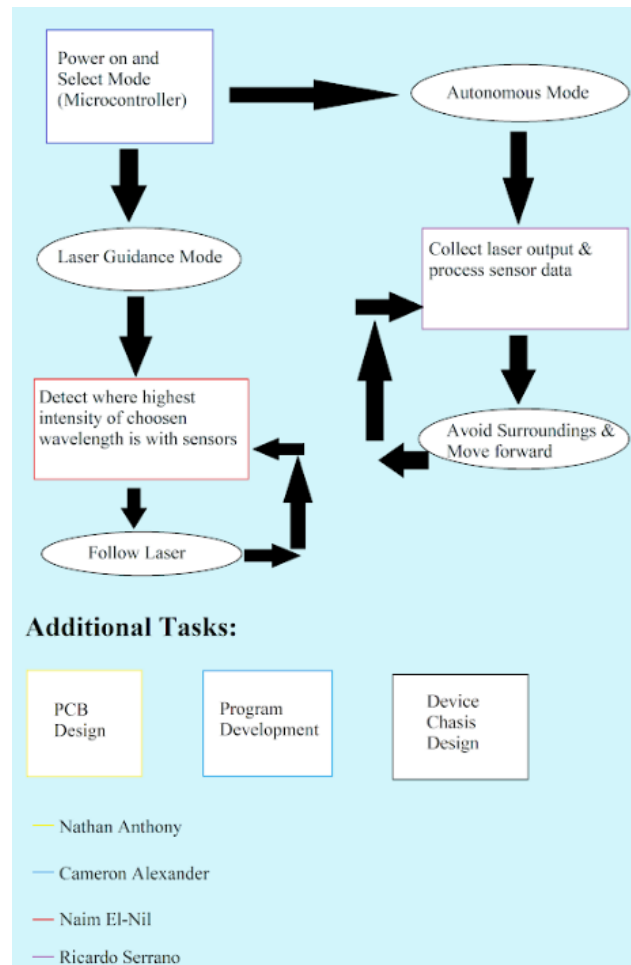 Power on and
Select Mode
(Microcontroller)
Autonomous Mode
Laser Guidance Mode
Collect laser output &
process sensor data
Detect where highest
intensity of choosen
wavelength is with sensors
Avoid Surroundings &
Move forward
Follow Laser
Additional Tasks:
PCB
Design
Program
Development
Device
Chasis
Design
Nathan Anthony
Cameron Alexander
Naim El-Nil
Ricardo Serrano